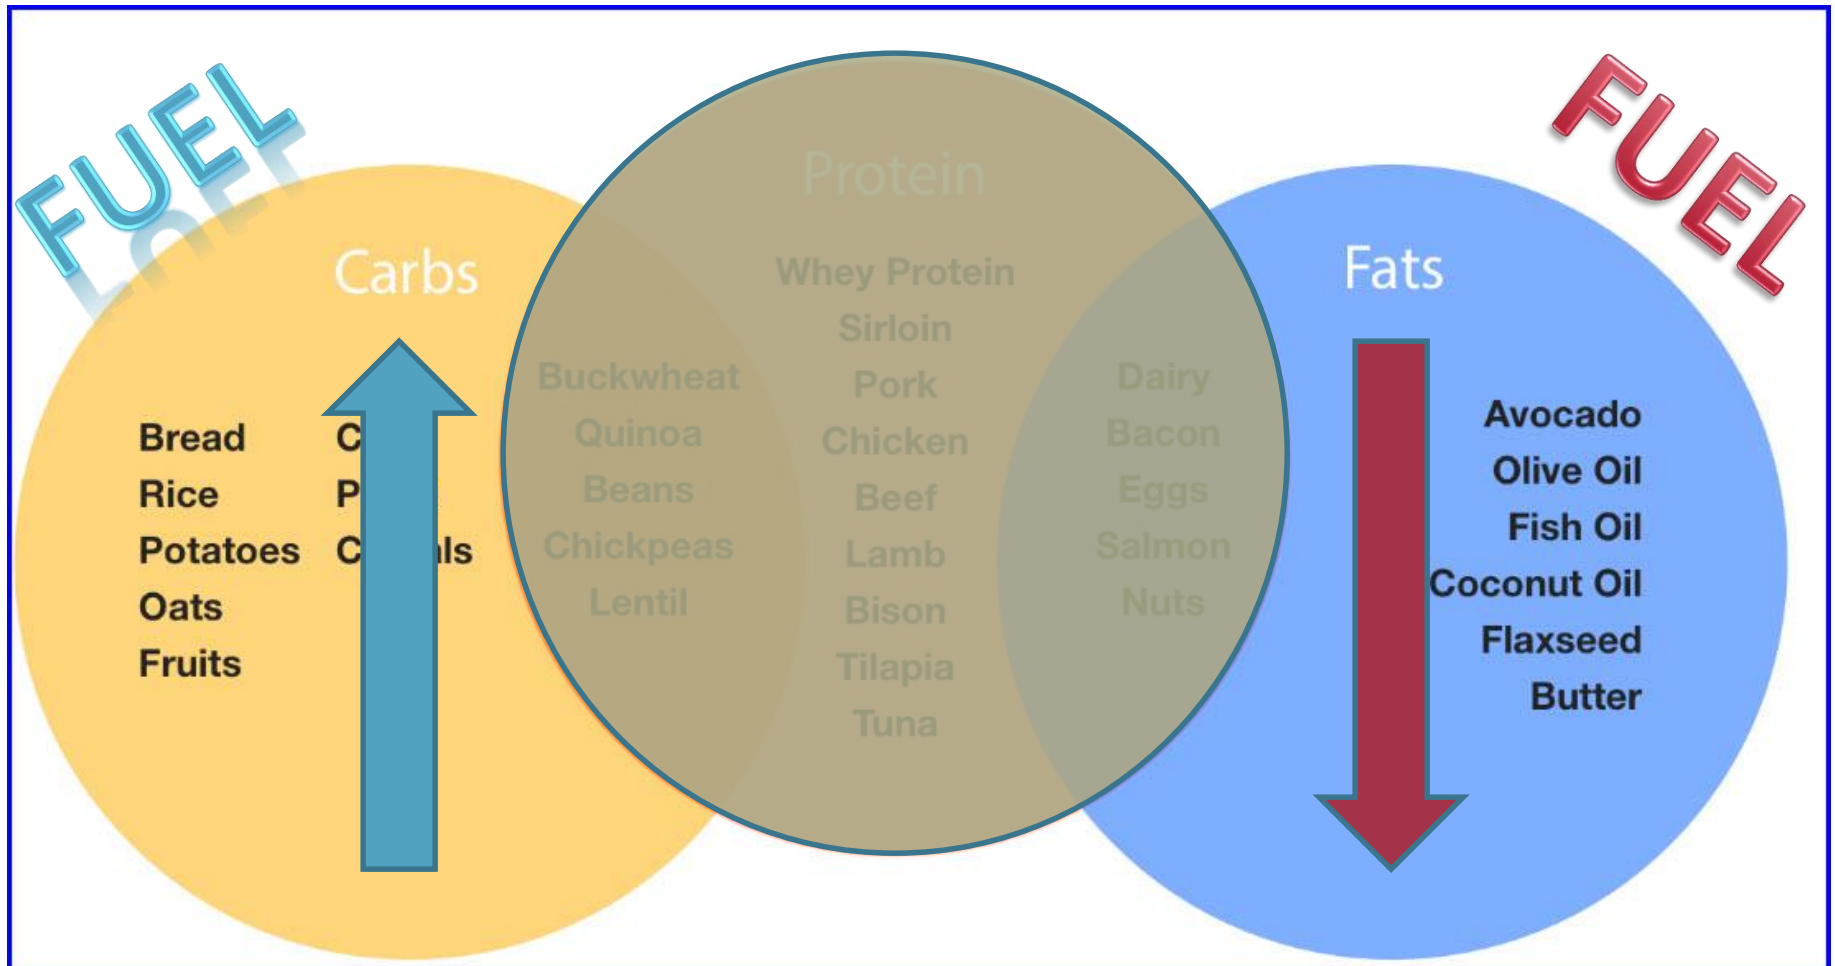 FUEL
FUEL
Protein
Carbs
Fats
Whey Protein
Sirloin
Pork
Chicken
Beef
Lamb
Bison
Tilapia
Tuna
Buckwheat
Quinoa
Beans
Chickpeas
Lentil
Dairy
Bacon
Eggs
Salmon
Nuts
Bread
Rice
Potatoes
Oats
Fruits
Avocado
Olive Oil
Fish Oil
Coconut Oil
Flaxseed
Butter